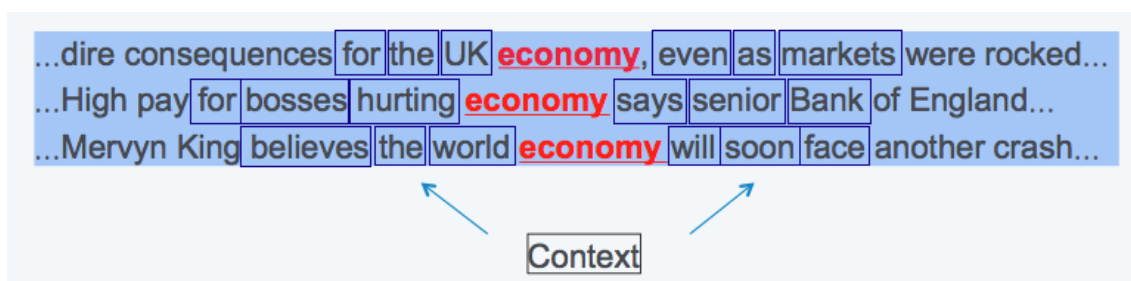 ...dire consequences for the UK economy, even as markets were rocked...
...High pay for bosses hurting economy says senior Bank of England...
...Mervyn King believes the world economy will soon face another crash...
Context